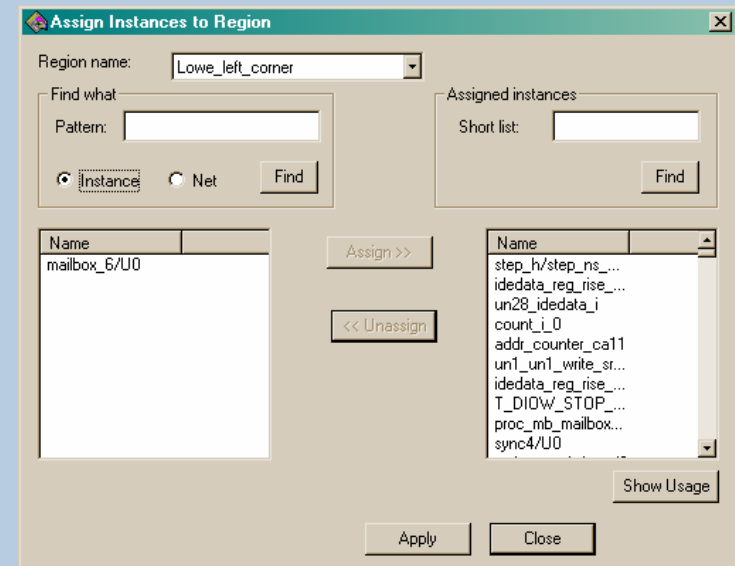 Assign Instances to Region
Region name:
Lowe_left_corner
Find what
Pattern:
Instance
Net
Find
Assigned instances
Short list:
Find
Name
mailbox_6/U0
Assign >>
<< Unassign
Name
step_h/step_ns_...
idedata_reg_rise_...
un28_idedata_i
count_i_0
addr_counter_ca11
un1_un1_write_sr...
idedata_reg_rise_...
T_DIOW_STOP_...
proc_mb_mailbox...
sync4/U0
Show Usage
Apply
Close